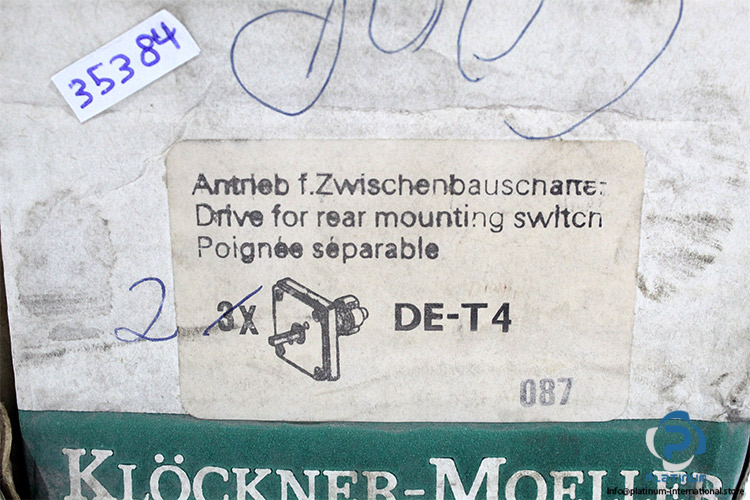 35384
Antrieb f.Zwischenbauschalter
Drive for rear mounting switch
Poignée séparable
2 3x DE-T4
087
KLÖCKNER-MOELLER
PLATINUM
info@platinum-international.store